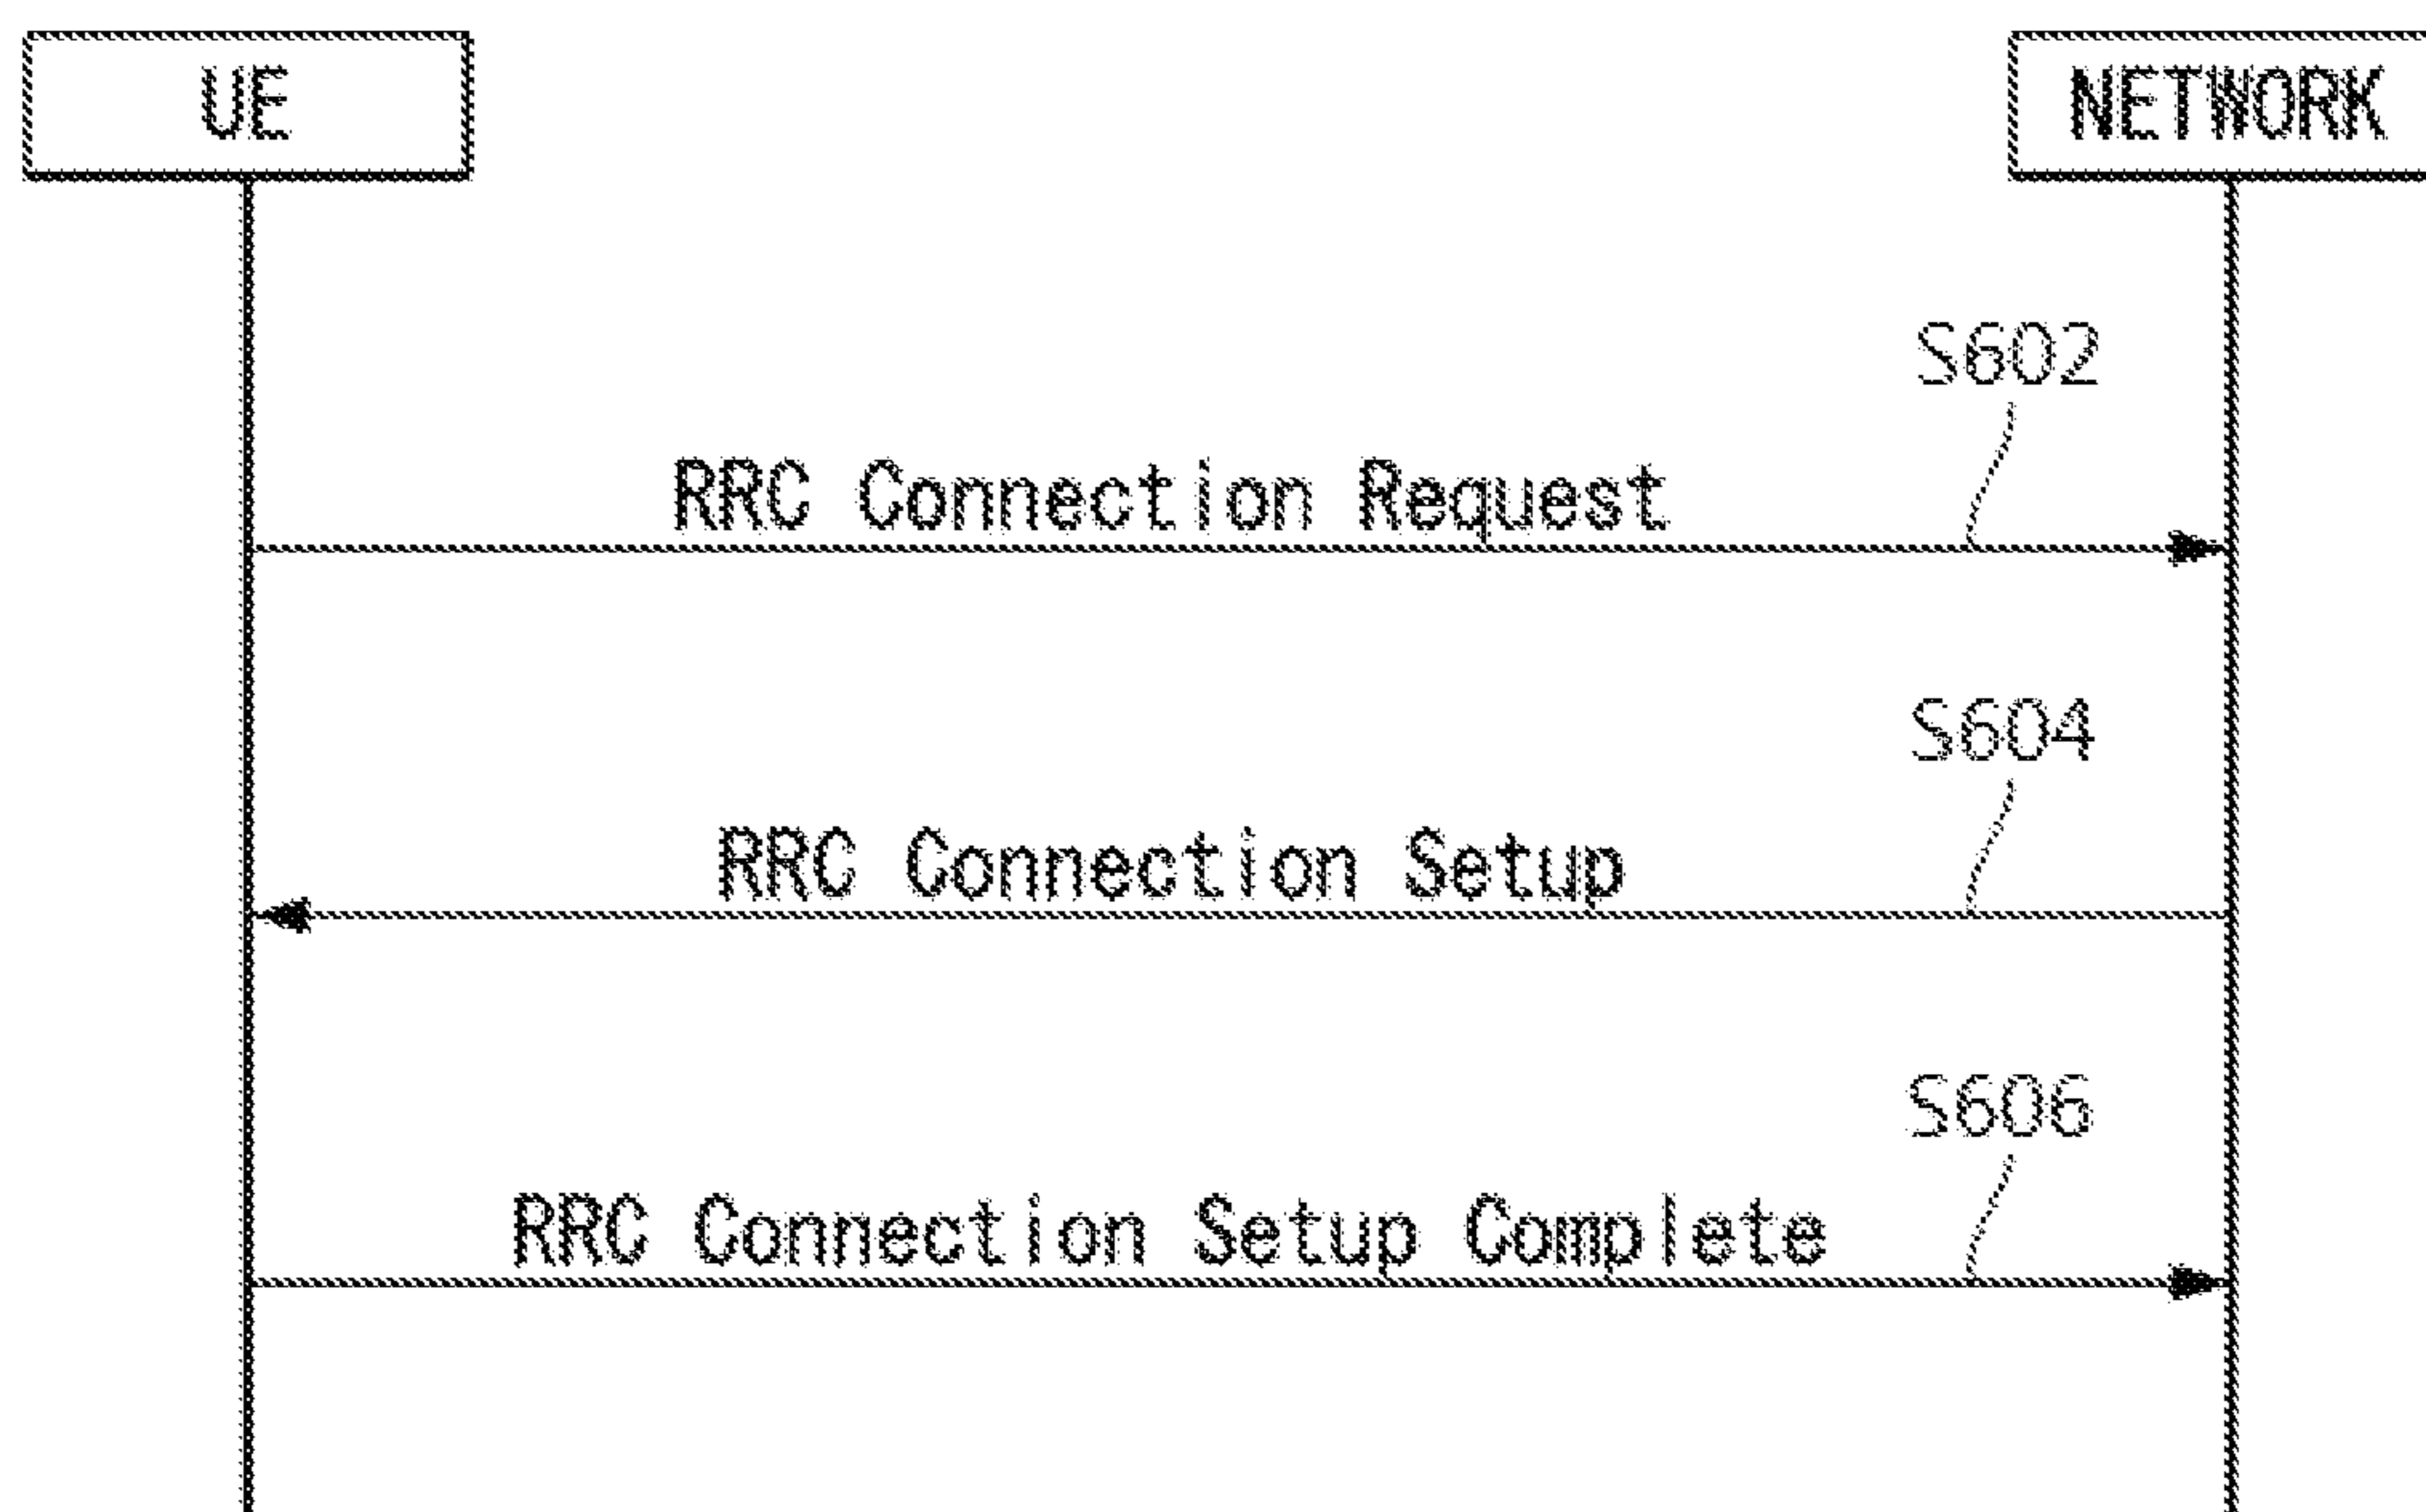 UE
NETWORK
S602
RRC Connection Request
S604
RRC Connection Setup
S606
RRC Connection Setup Complete